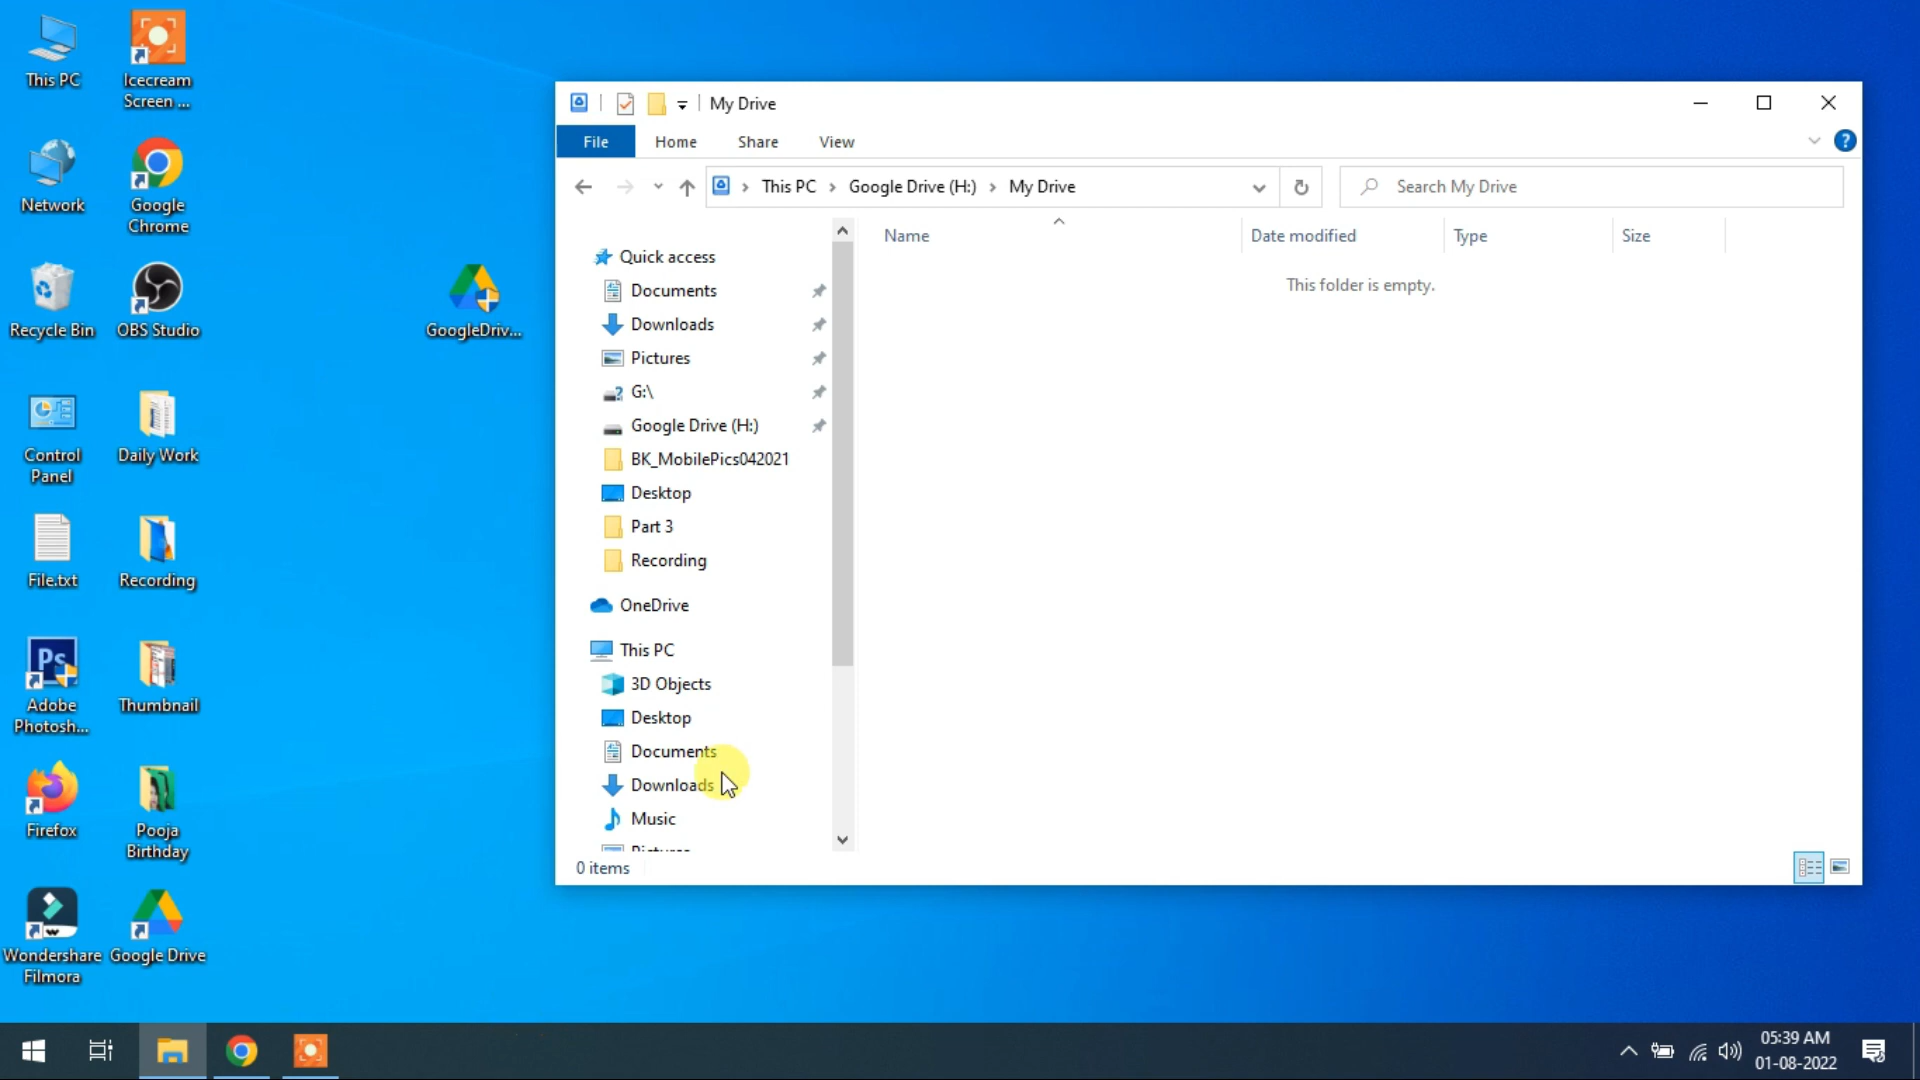 This PC
Icecream
Screen ...
Network
Google
Chrome
Recycle Bin
OBS Studio
GoogleDriv...
Control
Panel
Daily Work
File.txt
Recording
Ps
Adobe
Photosh...
Thumbnail
Firefox
Pooja
Birthday
Wondershare
Filmora
Google Drive
My Drive
File
Home
Share
View
?
This PC › Google Drive (H:) › My Drive
Search My Drive
Name
Date modified
Type
Size
This folder is empty.
Quick access
Documents
Downloads
Pictures
G:\
Google Drive (H:)
BK_MobilePics042021
Desktop
Part 3
Recording
OneDrive
This PC
3D Objects
Desktop
Documents
Downloads
Music
Pictures
0 items
05:39 AM
01-08-2022